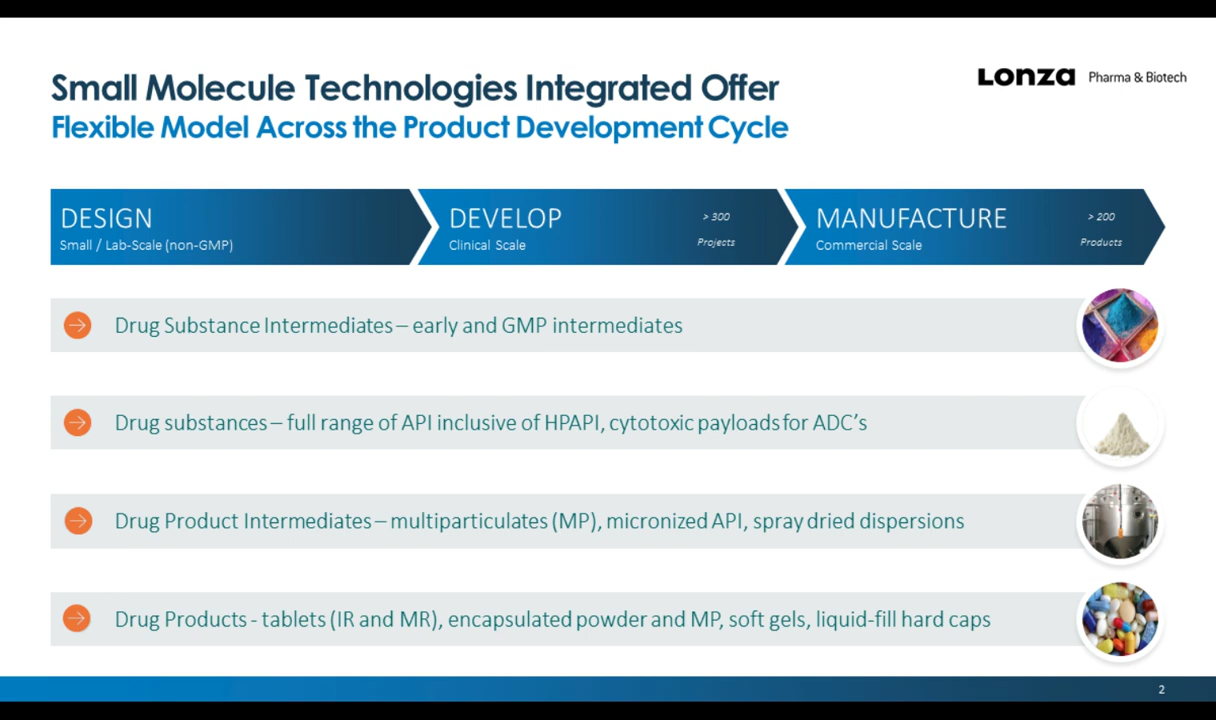 Small Molecule Technologies Integrated Offer
Flexible Model Across the Product Development Cycle
Lonza Pharma & Biotech
DESIGN
Small / Lab-Scale (non-GMP)
DEVELOP
Clinical Scale
> 300
Projects
MANUFACTURE
Commercial Scale
> 200
Products
Drug Substance Intermediates – early and GMP intermediates
Drug substances – full range of API inclusive of HPAPI, cytotoxic payloads for ADC’s
Drug Product Intermediates – multiparticulates (MP), micronized API, spray dried dispersions
Drug Products - tablets (IR and MR), encapsulated powder and MP, soft gels, liquid-fill hard caps
2